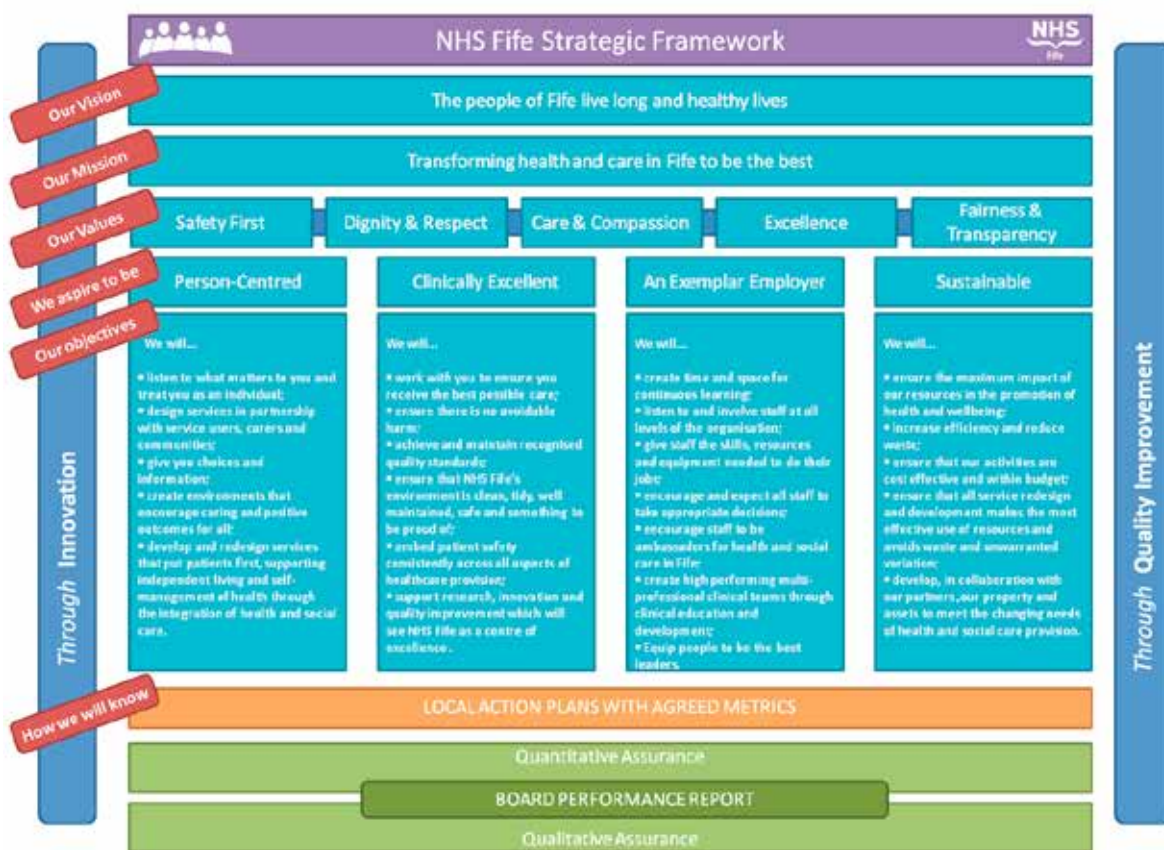 NHS Fife Strategic Framework
NHS
Fife
Our Vision
The people of Fife live long and healthy lives
Our Mission
Transforming health and care in Fife to be the best
Our Values
Safety First
Dignity & Respect
Care & Compassion
Excellence
Fairness &
Transparency
We aspire to be
Person-Centred
Clinically Excellent
An Exemplar Employer
Sustainable
Our objectives
We will...
• listen to what matters to you and
treat you as an individual;
• design services in partnership
with service users, carers and
communities;
• give you choices and
information;
• create environments that
encourage caring and positive
outcomes for all;
• develop and redesign services
that put patients first, supporting
independent living and self-
management of health through
the integration of health and social
care.
We will...
• work with you to ensure you
receive the best possible care;
• ensure there is no avoidable
harm;
• achieve and maintain recognised
quality standards;
• ensure that NHS Fife's
environment is clean, tidy, well
maintained, safe and something to
be proud of;
• embed patient safety
consistently across all aspects of
healthcare provision;
• support research, innovation and
quality improvement which will
see NHS Fife as a centre of
excellence.
We will...
• create time and space for
continuous learning;
• listen to and involve staff at all
levels of the organisation;
• give staff the skills, resources
and equipment needed to do their
job;
• encourage and expect all staff to
take appropriate decisions;
• encourage staff to be
ambassadors for health and social
care in Fife;
• create high performing multi-
professional clinical teams through
clinical education and
development;
• Equip people to be the best
leaders.
We will...
• ensure the maximum impact of
our resources in the promotion of
health and wellbeing;
• increase efficiency and reduce
waste;
• ensure that our activities are
cost effective and within budget;
• ensure that all service redesign
and development makes the most
effective use of resources and
avoids waste and unwarranted
variation;
• develop, in collaboration with
our partners, our property and
assets to meet the changing needs
of health and social care provision.
Through Innovation
Through Quality Improvement
How we will know
LOCAL ACTION PLANS WITH AGREED METRICS
Quantitative Assurance
BOARD PERFORMANCE REPORT
Qualitative Assurance